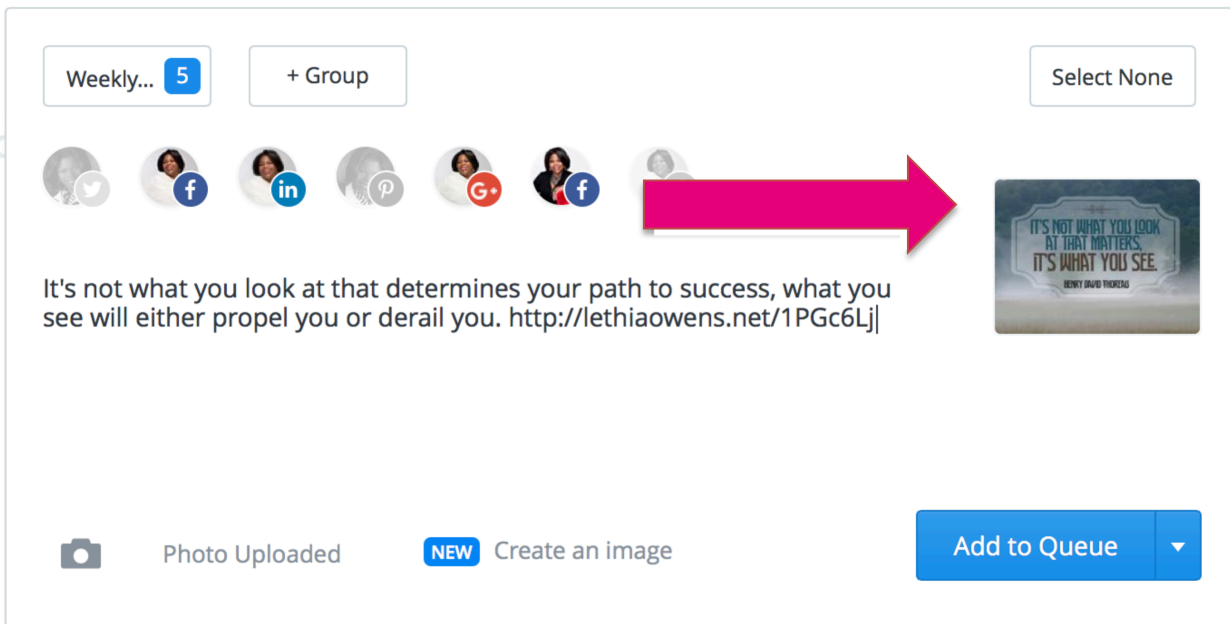 Weekly... 5
+ Group
Select None
in
G+
IT'S NOT WHAT YOU LOOK
AT THAT MATTERS,
IT'S WHAT YOU SEE.
HENRY DAVID THOREAU
It's not what you look at that determines your path to success, what you
see will either propel you or derail you. http://lethiaowens.net/1PGc6Lj
Photo Uploaded
NEW Create an image
Add to Queue